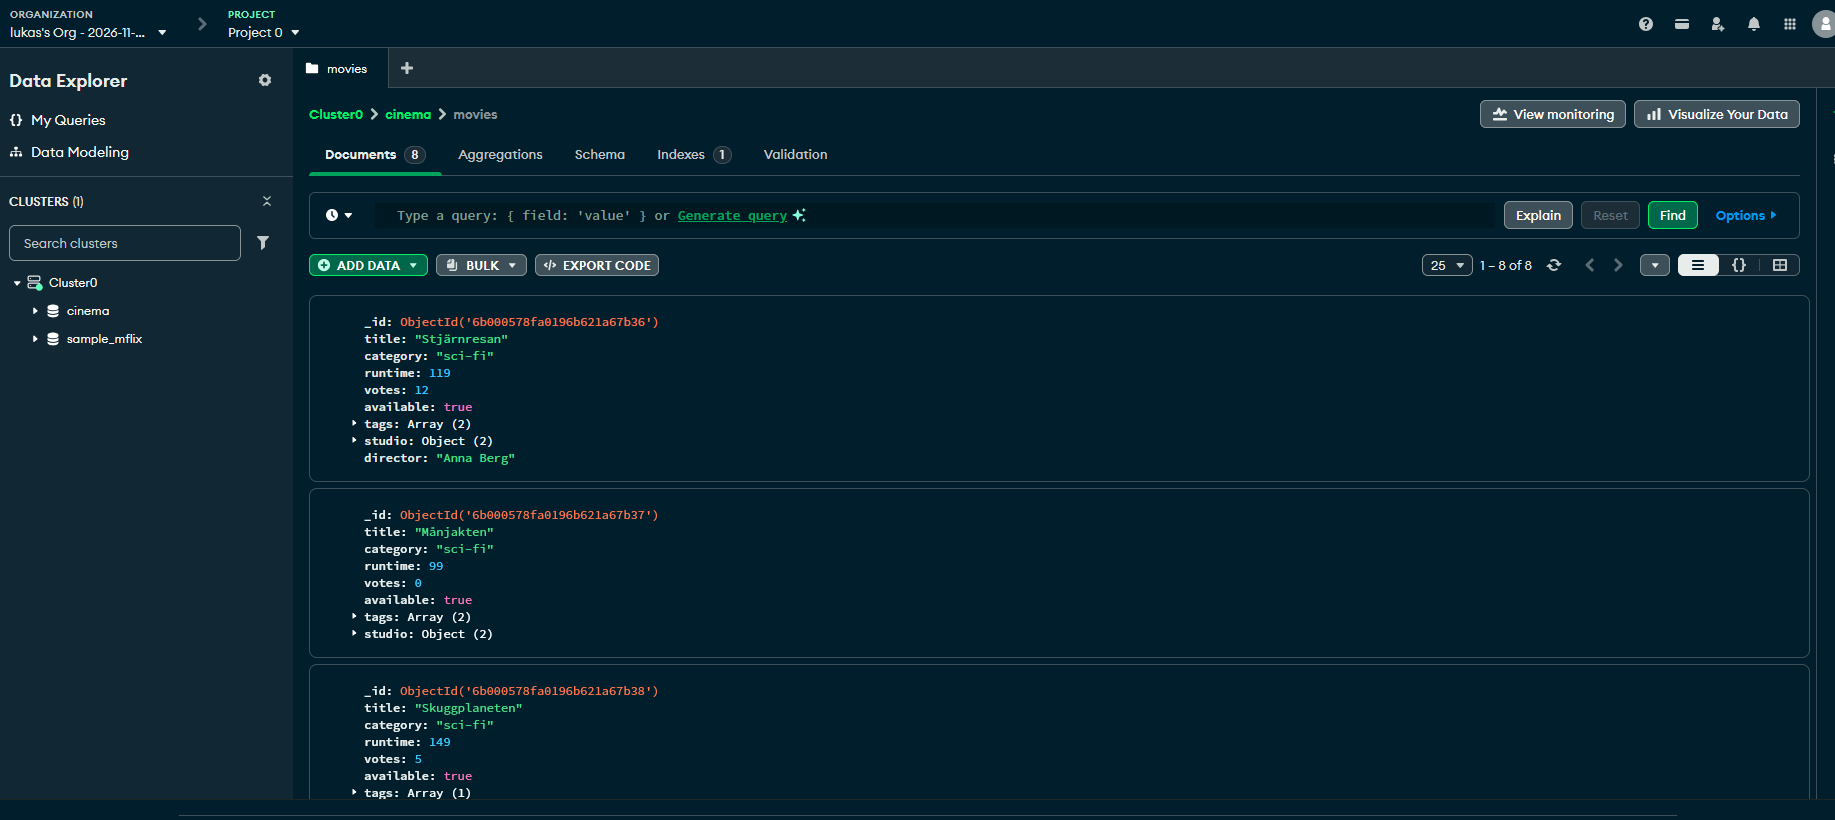 ORGANIZATION
lukas's Org - 2026-11-...
PROJECT
Project 0
Data Explorer
My Queries
Data Modeling
CLUSTERS (1)
Search clusters
Cluster0
cinema
sample_mflix
movies
Cluster0 > cinema > movies
View monitoring
Visualize Your Data
Documents 8
Aggregations
Schema
Indexes 1
Validation
Type a query: { field: 'value' } or Generate query
Explain
Reset
Find
Options
ADD DATA
BULK
</> EXPORT CODE
25
1 – 8 of 8
{}
_id: ObjectId('6b000578fa0196b621a67b36')
title: "Stjärnresan"
category: "sci-fi"
runtime: 119
votes: 12
available: true
tags: Array (2)
studio: Object (2)
director: "Anna Berg"
_id: ObjectId('6b000578fa0196b621a67b37')
title: "Månjakten"
category: "sci-fi"
runtime: 99
votes: 0
available: true
tags: Array (2)
studio: Object (2)
_id: ObjectId('6b000578fa0196b621a67b38')
title: "Skuggplaneten"
category: "sci-fi"
runtime: 149
votes: 5
available: true
tags: Array (1)